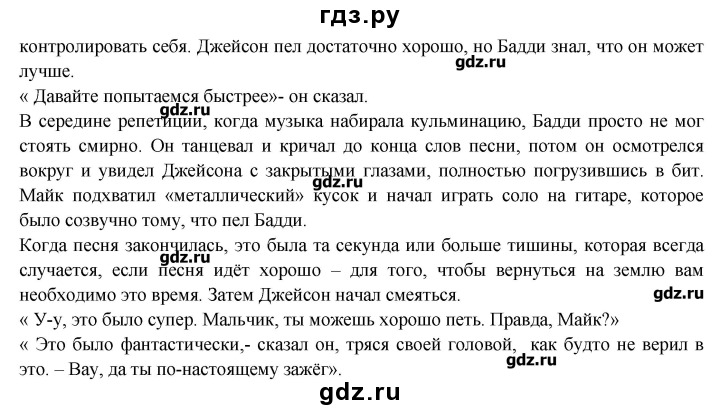 гдз.ру
контролировать себя. Джейсон пел достаточно хорошо, но Бадди знал, что он может
лучше.
gdz.ru
« Давайте попытаемся быстрее»- он сказал.
gdz.ru
В середине репетиции, когда музыка набирала кульминацию, Бадди просто не мог
стоять смирно. Он танцевал и кричал до конца слов песни, потом он осмотрелся
вокруг и увидел Джейсона с закрытыми глазами, полностью погрузившись в бит.
gdz.ru
Майк подхватил «металлический» кусок и начал играть соло на гитаре, которое
было созвучно тому, что пел Бадди.
Когда песня закончилась, это была та секунда или больше тишины, которая всегда
gdz.ru
случается, если песня идёт хорошо – для того, чтобы вернуться на землю вам
необходимо это время. Затем Джейсон начал смеяться.
gdz.ru
« У-у, это было супер. Мальчик, ты можешь хорошо петь. Правда, Майк?»
« Это было фантастически,- сказал он, тряся своей головой, как будто не верил в
gdz.ru
это. – Вау, да ты по-настоящему зажёг».
gdz.ru